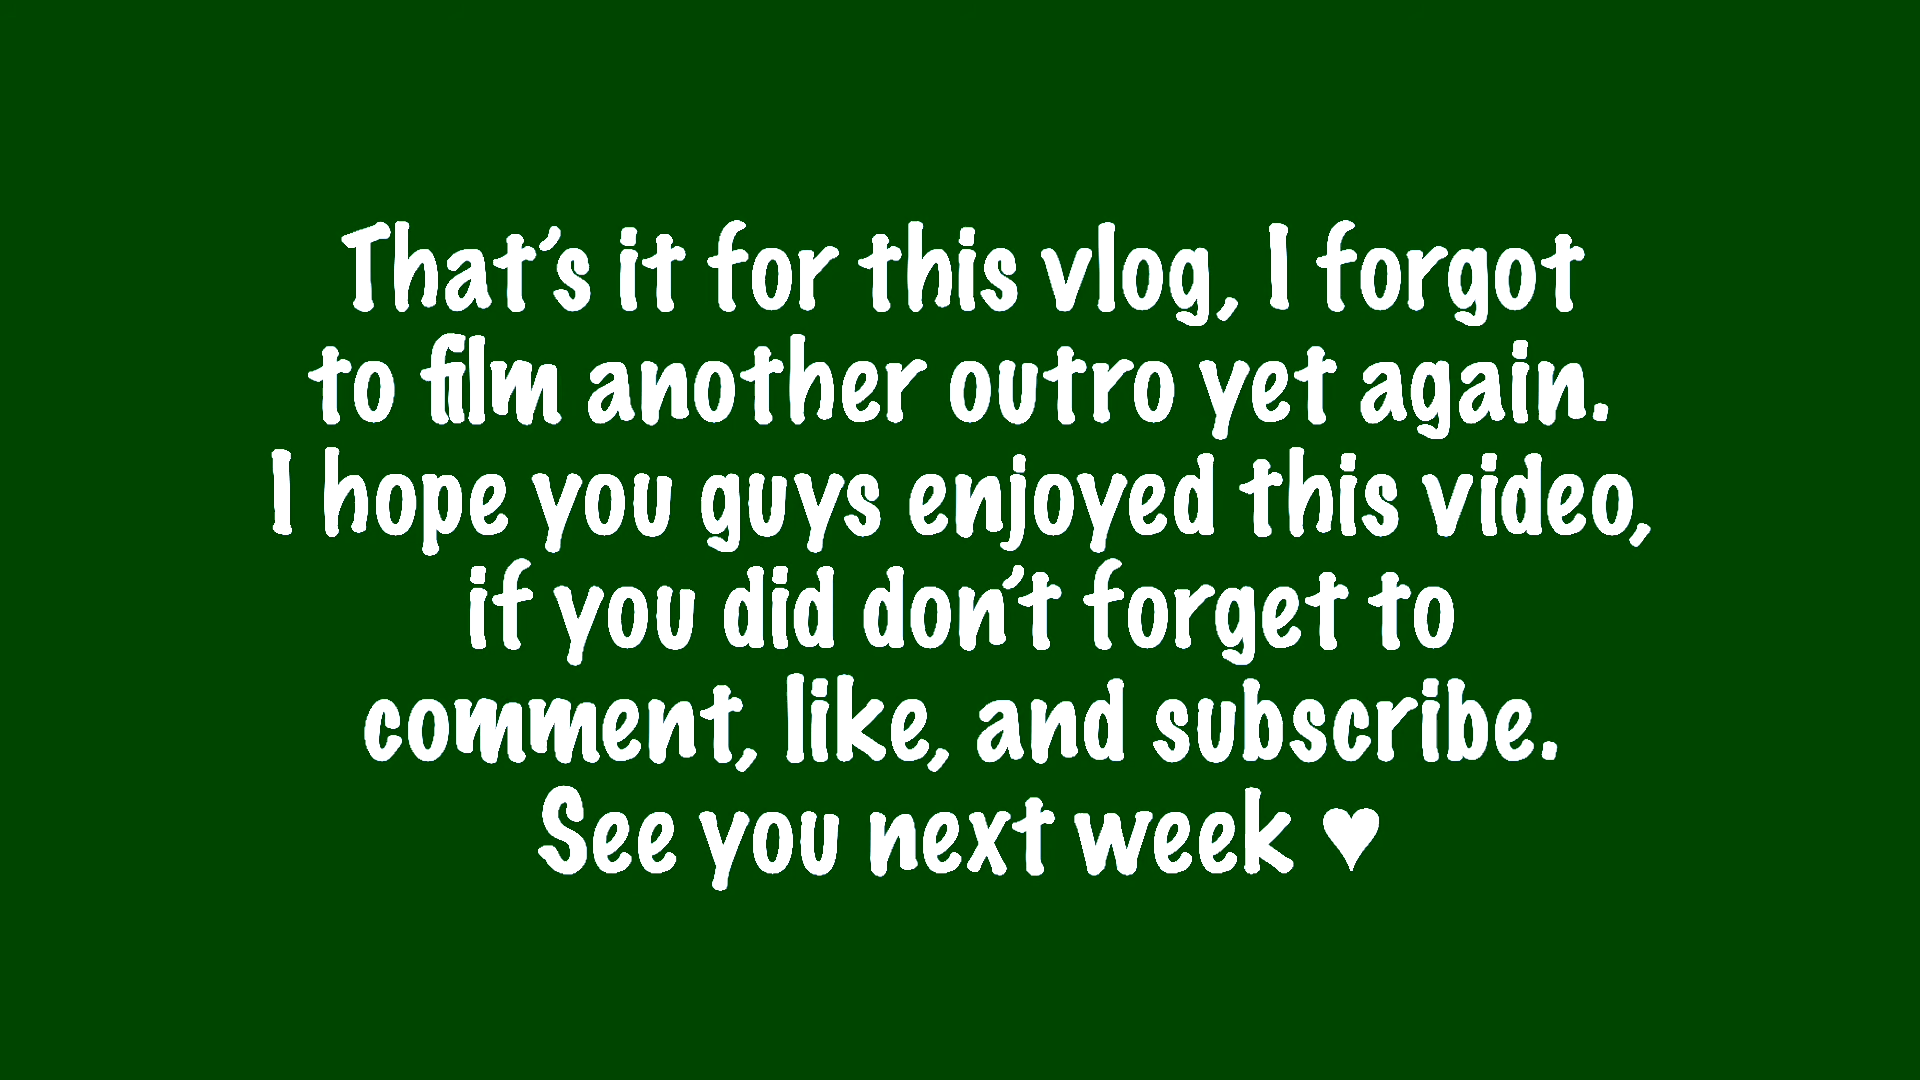 That’s it for this vlog, I forgot
to film another outro yet again.
I hope you guys enjoyed this video,
if you did don’t forget to
comment, like, and subscribe.
See you next week ♥